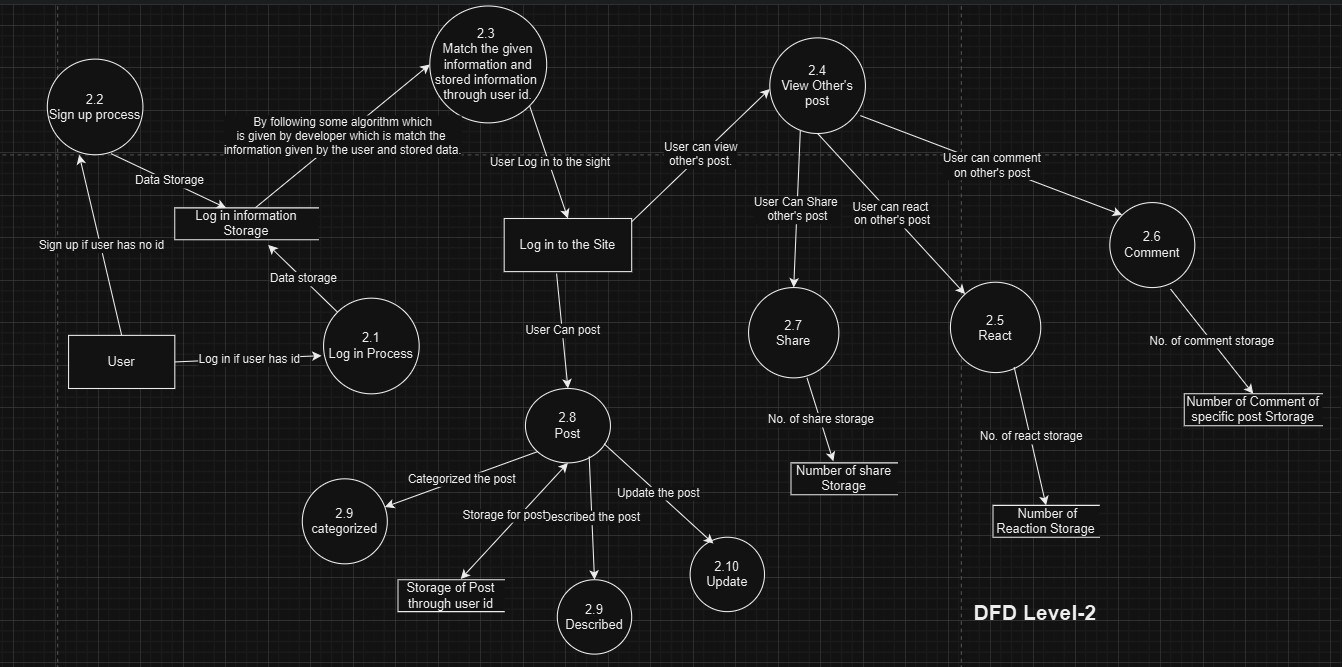 2.3
Match the given
information and
stored information
through user id.
2.2
Sign up process
2.4
View Other's
post
By following some algorithm which
is given by developer which is match the
information given by the user and stored data.
User Log in to the sight
User can view
other's post.
User can comment
on other's post
Data Storage
Log in information
Storage
User Can Share
other's post
User can react
on other's post
Sign up if user has no id
Log in to the Site
2.6
Comment
Data storage
User Can post
2.7
Share
2.5
React
User
Log in if user has id
2.1
Log in Process
No. of comment storage
2.8
Post
No. of share storage
Number of Comment of
specific post Srtorage
No. of react storage
Categorized the post
Update the post
Number of share
Storage
2.9
categorized
Storage for post
Described the post
Number of
Reaction Storage
2.10
Update
Storage of Post
through user id
2.9
Described
DFD Level-2